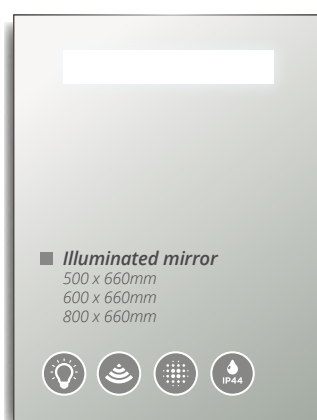 Illuminated mirror
500 x 660mm
600 x 660mm
800 x 660mm
IP44